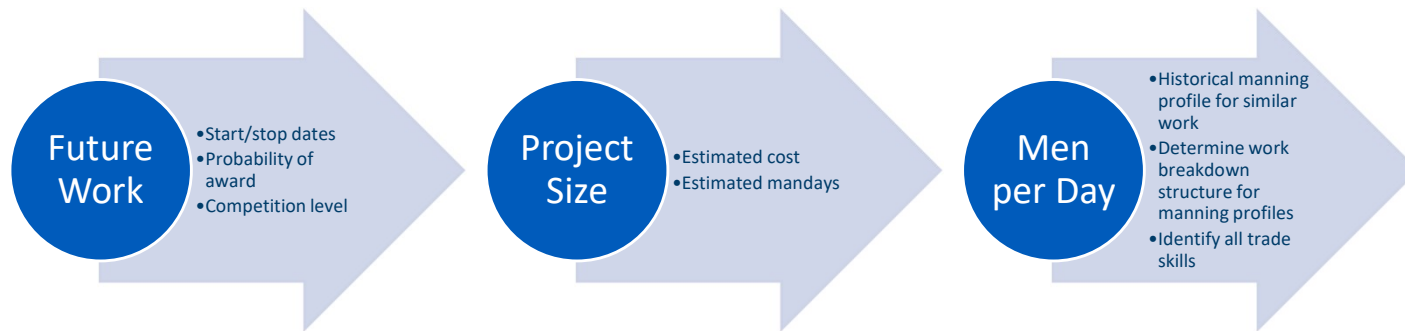 Future
Work
•Start/stop dates
•Probability of
award
•Competition level
Project
Size
•Estimated cost
•Estimated mandays
Men
per Day
•Historical manning
profile for similar
work
•Determine work
breakdown
structure for
manning profiles
•Identify all trade
skills